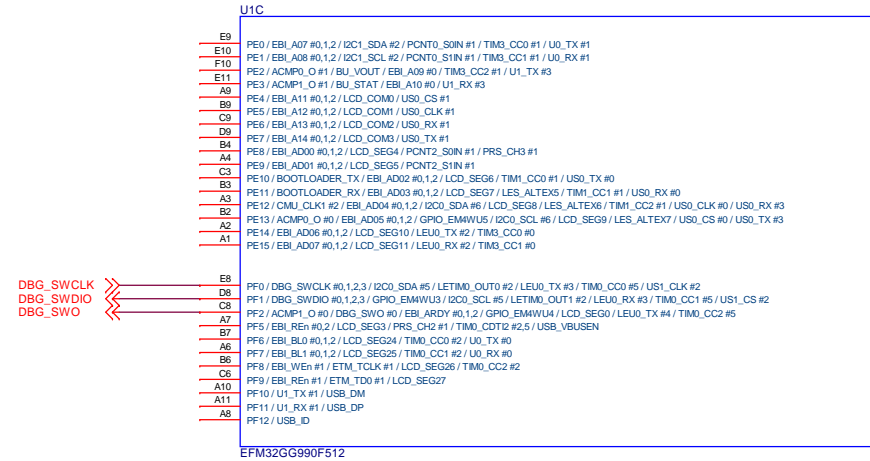 U1C
E9 PE0 / EBI_A07 #0,1,2 / I2C1_SDA #2 / PCNT0_S0IN #1 / TIM3_CC0 #1 / U0_TX #1
E10 PE1 / EBI_A08 #0,1,2 / I2C1_SCL #2 / PCNT0_S1IN #1 / TIM3_CC1 #1 / U0_RX #1
F10 PE2 / ACMP0_O #1 / BU_VOUT / EBI_A09 #0 / TIM3_CC2 #1 / U1_TX #3
E11 PE3 / ACMP1_O #1 / BU_STAT / EBI_A10 #0 / U1_RX #3
A9 PE4 / EBI_A11 #0,1,2 / LCD_COM0 / US0_CS #1
B9 PE5 / EBI_A12 #0,1,2 / LCD_COM1 / US0_CLK #1
C9 PE6 / EBI_A13 #0,1,2 / LCD_COM2 / US0_RX #1
D9 PE7 / EBI_A14 #0,1,2 / LCD_COM3 / US0_TX #1
B4 PE8 / EBI_AD00 #0,1,2 / LCD_SEG4 / PCNT2_S0IN #1 / PRS_CH3 #1
A4 PE9 / EBI_AD01 #0,1,2 / LCD_SEG5 / PCNT2_S1IN #1
C3 PE10 / BOOTLOADER_TX / EBI_AD02 #0,1,2 / LCD_SEG6 / TIM1_CC0 #1 / US0_TX #0
B3 PE11 / BOOTLOADER_RX / EBI_AD03 #0,1,2 / LCD_SEG7 / LES_ALTEX5 / TIM1_CC1 #1 / US0_RX #0
A3 PE12 / CMU_CLK1 #2 / EBI_AD04 #0,1,2 / I2C0_SDA #6 / LCD_SEG8 / LES_ALTEX6 / TIM1_CC2 #1 / US0_CLK #0 / US0_RX #3
B2 PE13 / ACMP0_O #0 / EBI_AD05 #0,1,2 / GPIO_EM4WU5 / I2C0_SCL #6 / LCD_SEG9 / LES_ALTEX7 / US0_CS #0 / US0_TX #3
A2 PE14 / EBI_AD06 #0,1,2 / LCD_SEG10 / LEU0_TX #2 / TIM3_CC0 #0
A1 PE15 / EBI_AD07 #0,1,2 / LCD_SEG11 / LEU0_RX #2 / TIM3_CC1 #0
DBG_SWCLK E8 PF0 / DBG_SWCLK #0,1,2,3 / I2C0_SDA #5 / LETIM0_OUT0 #2 / LEU0_TX #3 / TIM0_CC0 #5 / US1_CLK #2
DBG_SWDIO D8 PF1 / DBG_SWDIO #0,1,2,3 / GPIO_EM4WU3 / I2C0_SCL #5 / LETIM0_OUT1 #2 / LEU0_RX #3 / TIM0_CC1 #5 / US1_CS #2
DBG_SWO C8 PF2 / ACMP1_O #0 / DBG_SWO #0 / EBI_ARDY #0,1,2 / GPIO_EM4WU4 / LCD_SEG0 / LEU0_TX #4 / TIM0_CC2 #5
A7 PF5 / EBI_REn #0,2 / LCD_SEG3 / PRS_CH2 #1 / TIM0_CDTI2 #2,5 / USB_VBUSEN
B7 PF6 / EBI_BL0 #0,1,2 / LCD_SEG24 / TIM0_CC0 #2 / U0_TX #0
A6 PF7 / EBI_BL1 #0,1,2 / LCD_SEG25 / TIM0_CC1 #2 / U0_RX #0
B6 PF8 / EBI_WEn #1 / ETM_TCLK #1 / LCD_SEG26 / TIM0_CC2 #2
C6 PF9 / EBI_REn #1 / ETM_TD0 #1 / LCD_SEG27
A10 PF10 / U1_TX #1 / USB_DM
A11 PF11 / U1_RX #1 / USB_DP
A8 PF12 / USB_ID
EFM32GG990F512